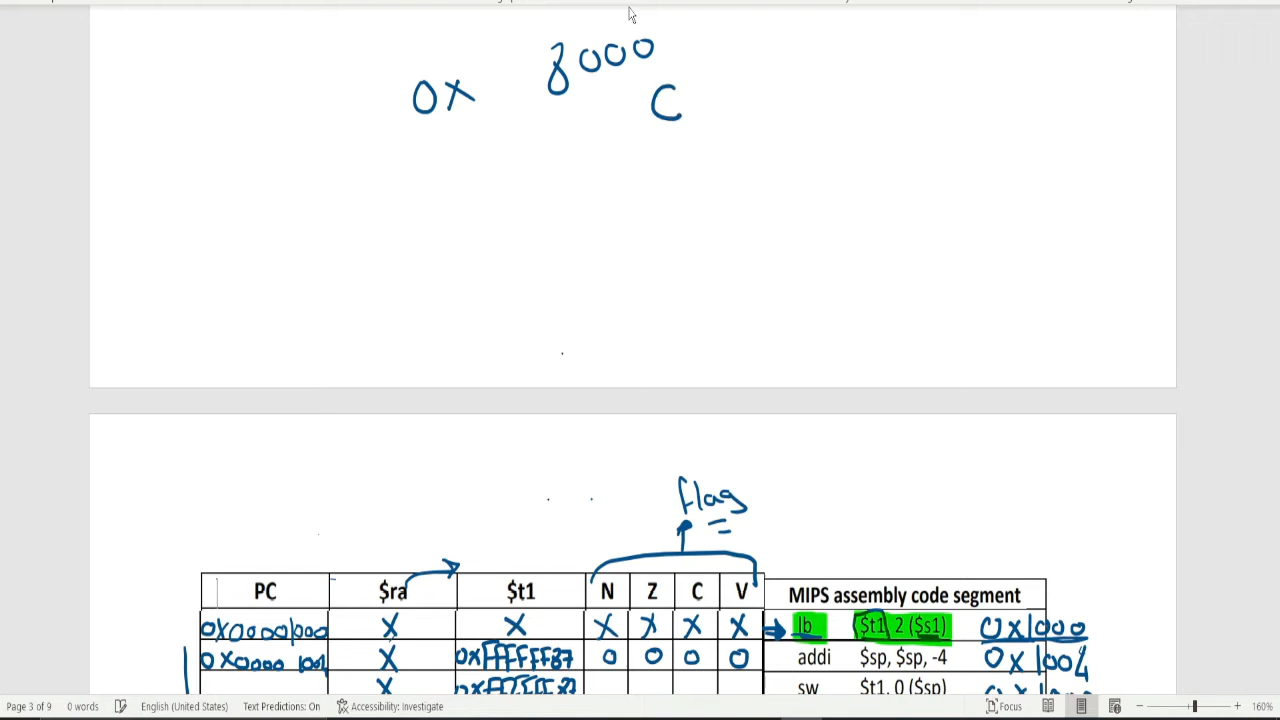 0x 8000
C
flag
PC $ra $t1 N Z C V MIPS assembly code segment
0x00001000 X X X X X X lb $t1 2 ($s1) 0x1000
0x00001004 X 0xFFFFFF87 0 0 0 0 addi $sp, $sp, -4 0x1004
X sw $t1, 0 ($sp)
Page 3 of 9 0 words English (United States) Text Predictions: On Accessibility: Investigate Focus 160%